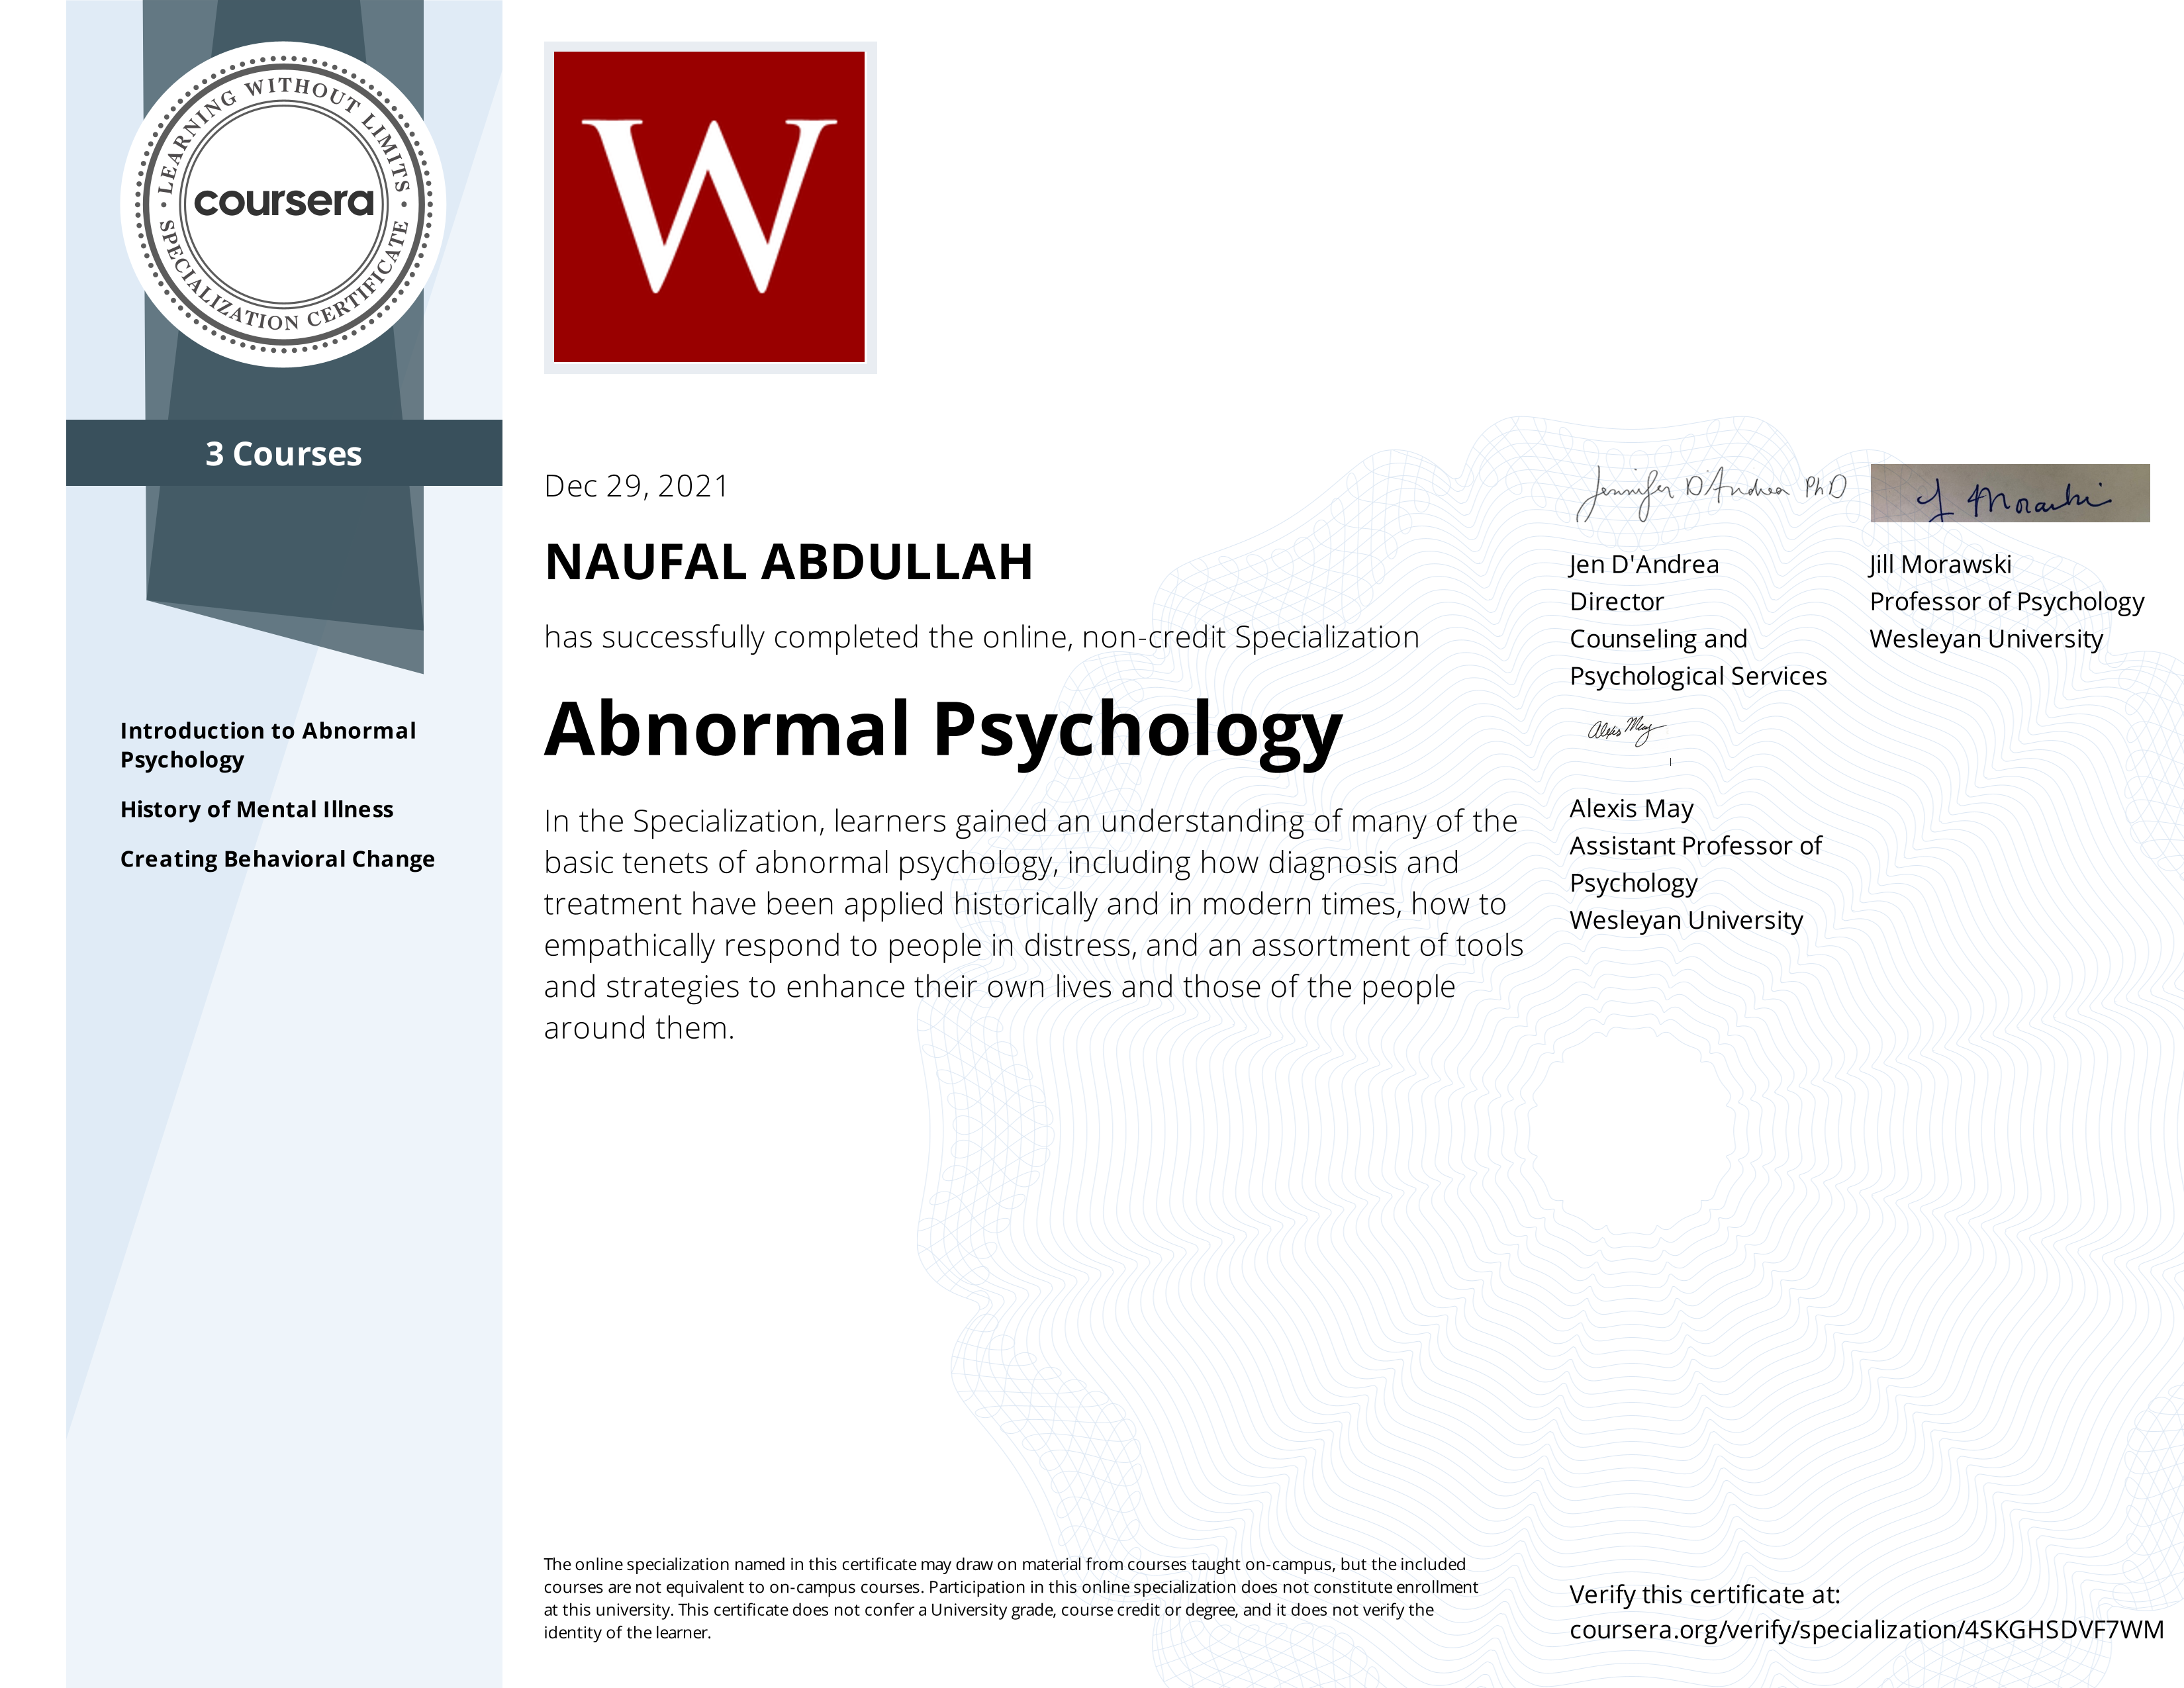 LEARNING WITHOUT LIMITS
coursera
SPECIALIZATION CERTIFICATE
3 Courses
Introduction to Abnormal
Psychology
History of Mental Illness
Creating Behavioral Change
W
Dec 29, 2021
NAUFAL ABDULLAH
has successfully completed the online, non-credit Specialization
Abnormal Psychology
In the Specialization, learners gained an understanding of many of the
basic tenets of abnormal psychology, including how diagnosis and
treatment have been applied historically and in modern times, how to
empathically respond to people in distress, and an assortment of tools
and strategies to enhance their own lives and those of the people
around them.
Jennifer D'Andrea PhD
Jen D'Andrea
Director
Counseling and
Psychological Services
J Morawski
Jill Morawski
Professor of Psychology
Wesleyan University
Alexis May
Alexis May
Assistant Professor of
Psychology
Wesleyan University
The online specialization named in this certificate may draw on material from courses taught on-campus, but the included
courses are not equivalent to on-campus courses. Participation in this online specialization does not constitute enrollment
at this university. This certificate does not confer a University grade, course credit or degree, and it does not verify the
identity of the learner.
Verify this certificate at:
coursera.org/verify/specialization/4SKGHSDVF7WM